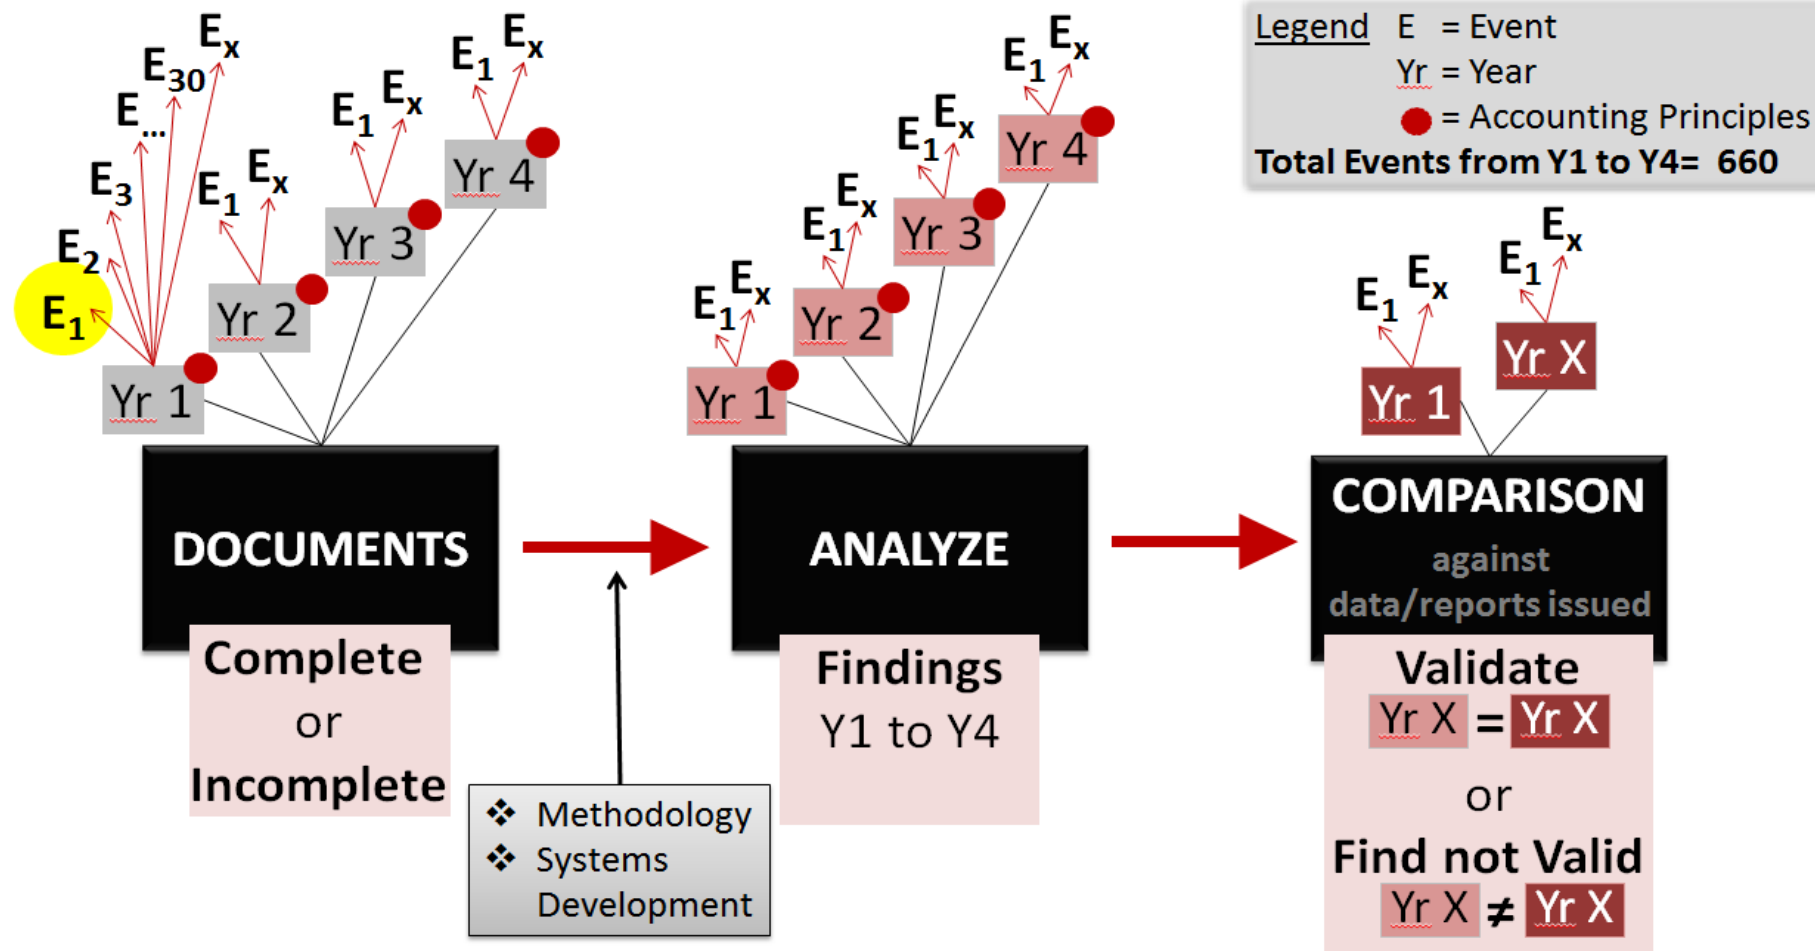 E1
E2
E3
E...
E30
Ex
Yr 1
E1
Ex
Yr 2
E1
Ex
Yr 3
E1
Ex
Yr 4
DOCUMENTS
Complete
or
Incomplete
❖ Methodology
❖ Systems
Development
E1
Ex
Yr 1
E1
Ex
Yr 2
E1
Ex
Yr 3
E1
Ex
Yr 4
ANALYZE
Findings
Y1 to Y4
Legend E = Event
Yr = Year
= Accounting Principles
Total Events from Y1 to Y4= 660
E1
Ex
Yr 1
E1
Ex
Yr X
COMPARISON
against
data/reports issued
Validate
Yr X = Yr X
or
Find not Valid
Yr X ≠ Yr X